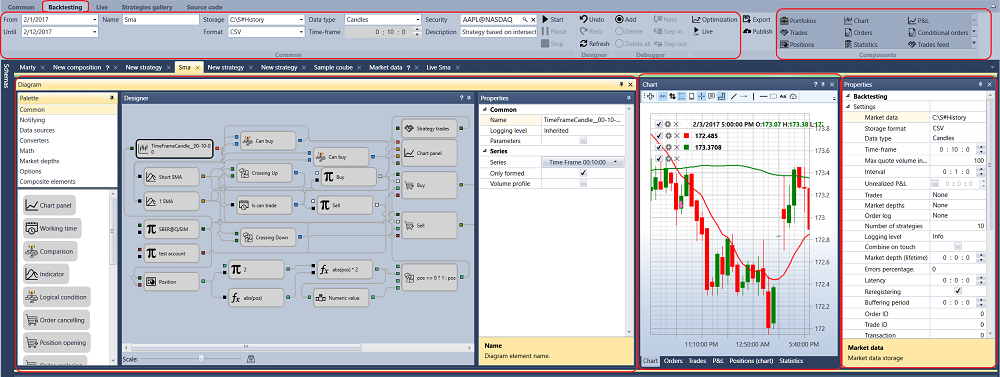 Common Backtesting Live Strategies gallery Source code
From 2/1/2017 Name Sma Storage C:\S#History Data type Candles Security AAPL@NASDAQ
Until 2/12/2017 Format CSV Time-frame 0 : 10 : 0 Description Strategy based on intersect
Common
Start Undo Add Next Optimization
Pause Redo Delete Step in Live
Stop Refresh Delete all Step out
Designer Debugger
Export
Publish
Portfolios Chart P&L
Trades Orders Conditional orders
Positions Statistics Trades feed
Components
Schemas
Marty New composition ? New strategy Sma New strategy New strategy Sample coube Market data ? Live Sma
Diagram
Palette
Common
Notifying
Data sources
Converters
Math
Market depths
Options
Composite elements
Chart panel
Working time
Comparison
Indicator
Logical condition
Order cancelling
Position opening
Designer
TimeFrameCandle_00-10-0
0
Short SMA
1 SMA
SBER@QJSIM
test account
Position
Can buy
Crossing Up
Is can trade
Crossing Down
Can buy
Buy
Sell
2
abs(pos)
abs(pos) * 2
Numeric value
Strategy trades
Chart panel
Buy
Sell
pos == 0 ? 1 : pos
Scale:
Properties
Common
Name TimeFrameCandle_00-10-...
Logging level Inherited
Parameters
Series
Series Time Frame 00:10:00
Only formed
Volume profile
Name
Diagram element name.
Chart
2/3/2017 5:00:00 PM O:173.07 H:173.38 L:17
172.485
173.3708
173.8
173.6
173.4
173.2
173
172.8
172.6
172.4
172.2
172
11:10:00 PM 12:50:00 AM 5:40:00 PM
Chart Orders Trades P&L Positions (chart) Statistics
Properties
Backtesting
Settings
Market data C:\S#History
Storage format CSV
Data type Candles
Time-frame 0 : 10 : 0
Max quote volume in... 100
Interval 0 : 1 : 0
Unrealized P&L 0 : 0 : 0
Trades None
Market depths None
Order log None
Number of strategies 10
Logging level Info
Combine on touch
Market depth (lifetime) 0
Errors percentage. 0
Latency 0 : 0 : 0
Reregistering
Buffering period 0 : 0 : 0
Order ID 0
Trade ID 0
Transaction 0
Market data
Market data storage